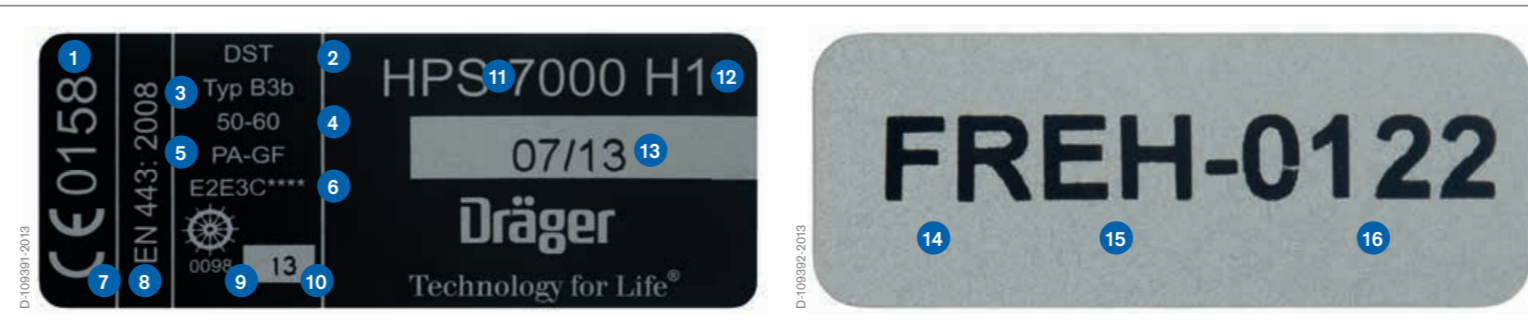 1
CE 0158
7
EN 443: 2008
8
DST
2
3
Typ B3b
50-60
4
5
PA-GF
E2E3C****
6
0098
9
13
10
HPS 7000 H1
11
12
07/13
13
Dräger
Technology for Life®
D-109391-2013
FREH-0122
14
15
16
D-109392-2013